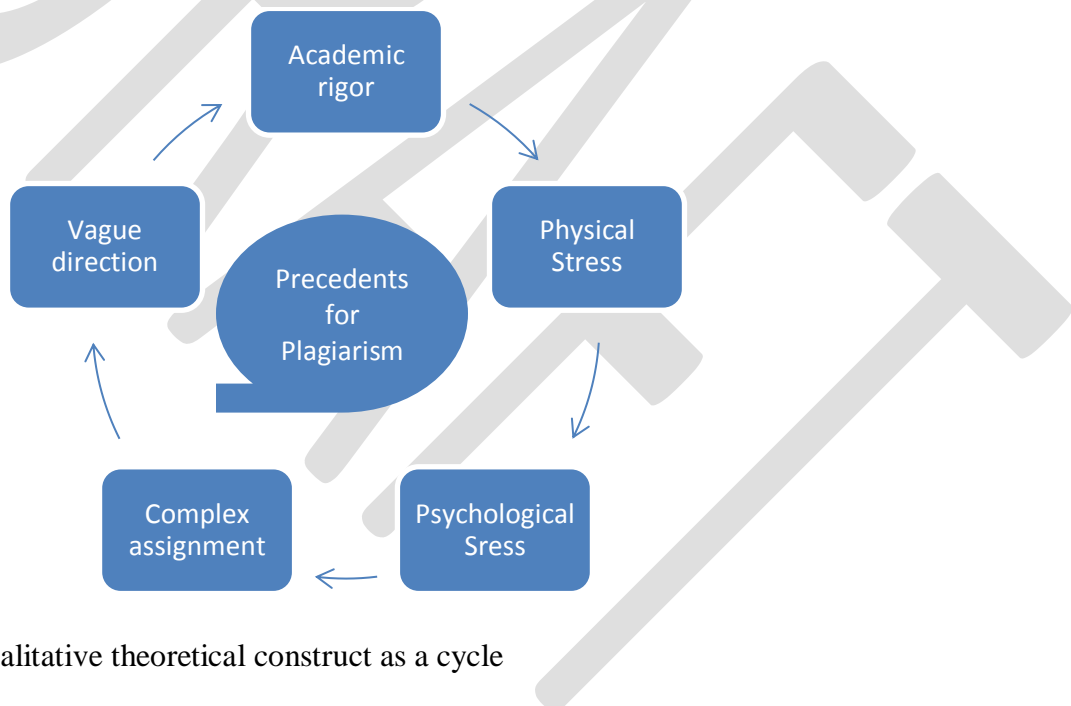 Academic
rigor
Physical
Stress
Psychological
Sress
Complex
assignment
Vague
direction
Precedents
for
Plagiarism
alitative theoretical construct as a cycle